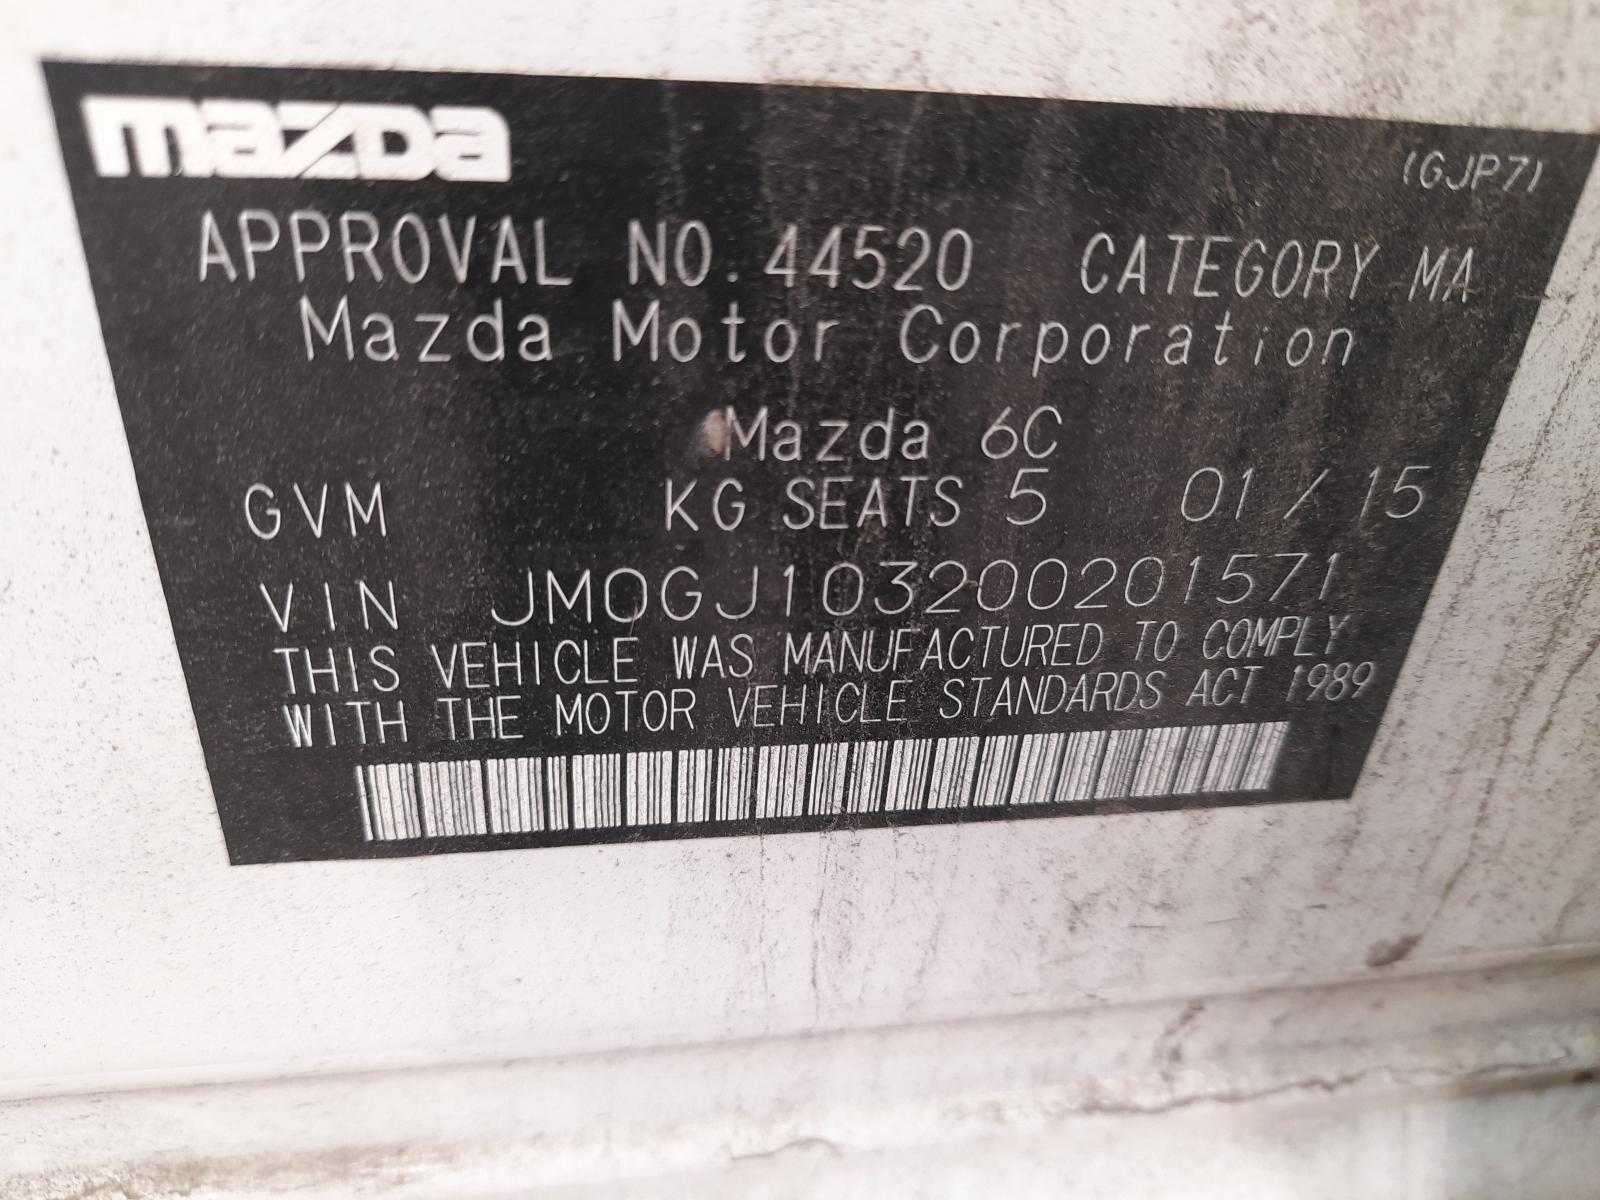 mazda
(GJP7)
APPROVAL NO. 44520 CATEGORY MA
Mazda Motor Corporation
Mazda 6C
GVM KG SEATS 5 01/15
VIN JM0GJ103200201571
THIS VEHICLE WAS MANUFACTURED TO COMPLY
WITH THE MOTOR VEHICLE STANDARDS ACT 1989